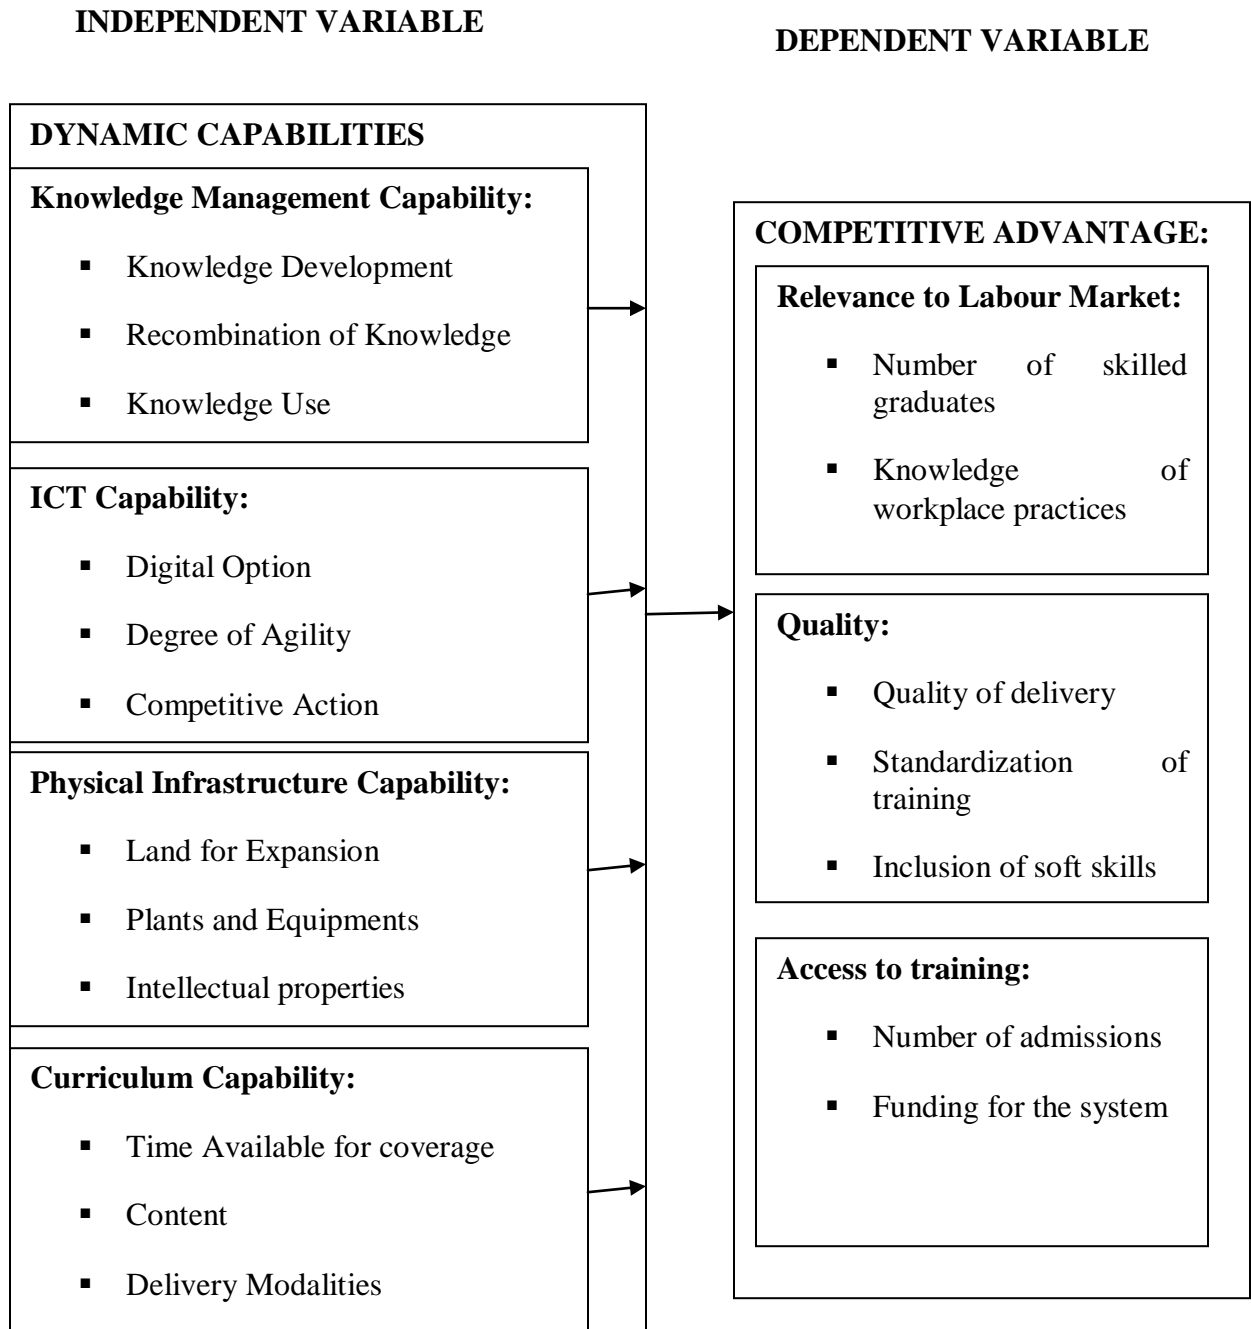 INDEPENDENT VARIABLE
DEPENDENT VARIABLE
DYNAMIC CAPABILITIES
Knowledge Management Capability:
▪ Knowledge Development
▪ Recombination of Knowledge
▪ Knowledge Use
ICT Capability:
▪ Digital Option
▪ Degree of Agility
▪ Competitive Action
Physical Infrastructure Capability:
▪ Land for Expansion
▪ Plants and Equipments
▪ Intellectual properties
Curriculum Capability:
▪ Time Available for coverage
▪ Content
▪ Delivery Modalities
COMPETITIVE ADVANTAGE:
Relevance to Labour Market:
▪ Number of skilled
graduates
▪ Knowledge of
workplace practices
Quality:
▪ Quality of delivery
▪ Standardization of
training
▪ Inclusion of soft skills
Access to training:
▪ Number of admissions
▪ Funding for the system